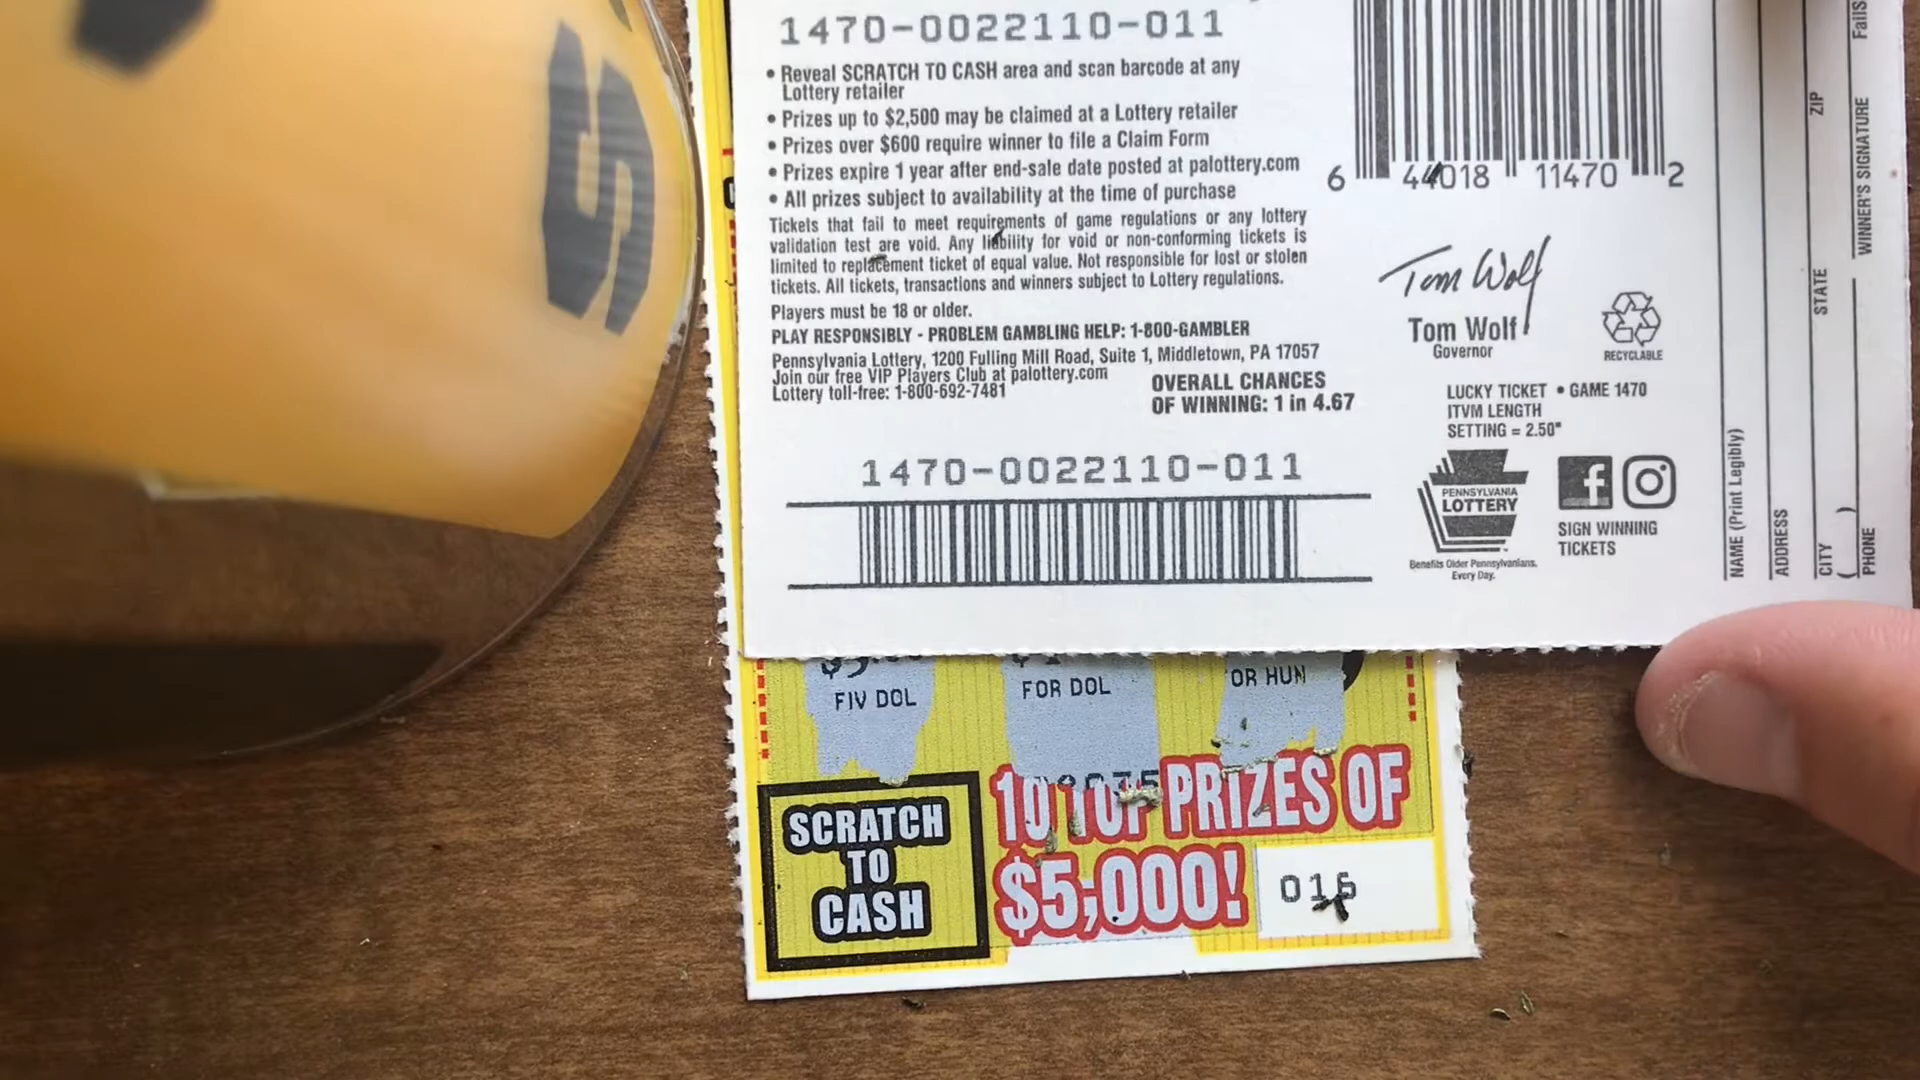 1470-0022110-011
• Reveal SCRATCH TO CASH area and scan barcode at any
Lottery retailer
• Prizes up to $2,500 may be claimed at a Lottery retailer
• Prizes over $600 require winner to file a Claim Form
• Prizes expire 1 year after end-sale date posted at palottery.com
• All prizes subject to availability at the time of purchase
Tickets that fail to meet requirements of game regulations or any lottery
validation test are void. Any liability for void or non-conforming tickets is
limited to replacement ticket of equal value. Not responsible for lost or stolen
tickets. All tickets, transactions and winners subject to Lottery regulations.
Players must be 18 or older.
PLAY RESPONSIBLY - PROBLEM GAMBLING HELP: 1-800-GAMBLER
Pennsylvania Lottery, 1200 Fulling Mill Road, Suite 1, Middletown, PA 17057
Join our free VIP Players Club at palottery.com
Lottery toll-free: 1-800-692-7481
OVERALL CHANCES
OF WINNING: 1 in 4.67
1470-0022110-011
6 44018 11470 2
Tom Wolf
Tom Wolf
Governor
RECYCLABLE
LUCKY TICKET • GAME 1470
ITVM LENGTH
SETTING = 2.50"
PENNSYLVANIA
LOTTERY
Benefits Older Pennsylvanians.
Every Day.
f
SIGN WINNING
TICKETS
NAME (Print Legibly)
ADDRESS
CITY
STATE
ZIP
( )
PHONE
WINNER'S SIGNATURE
5
FIV DOL
FOR DOL
OR HUN
SCRATCH
TO
CASH
10 TOP PRIZES OF
$5,000!
016